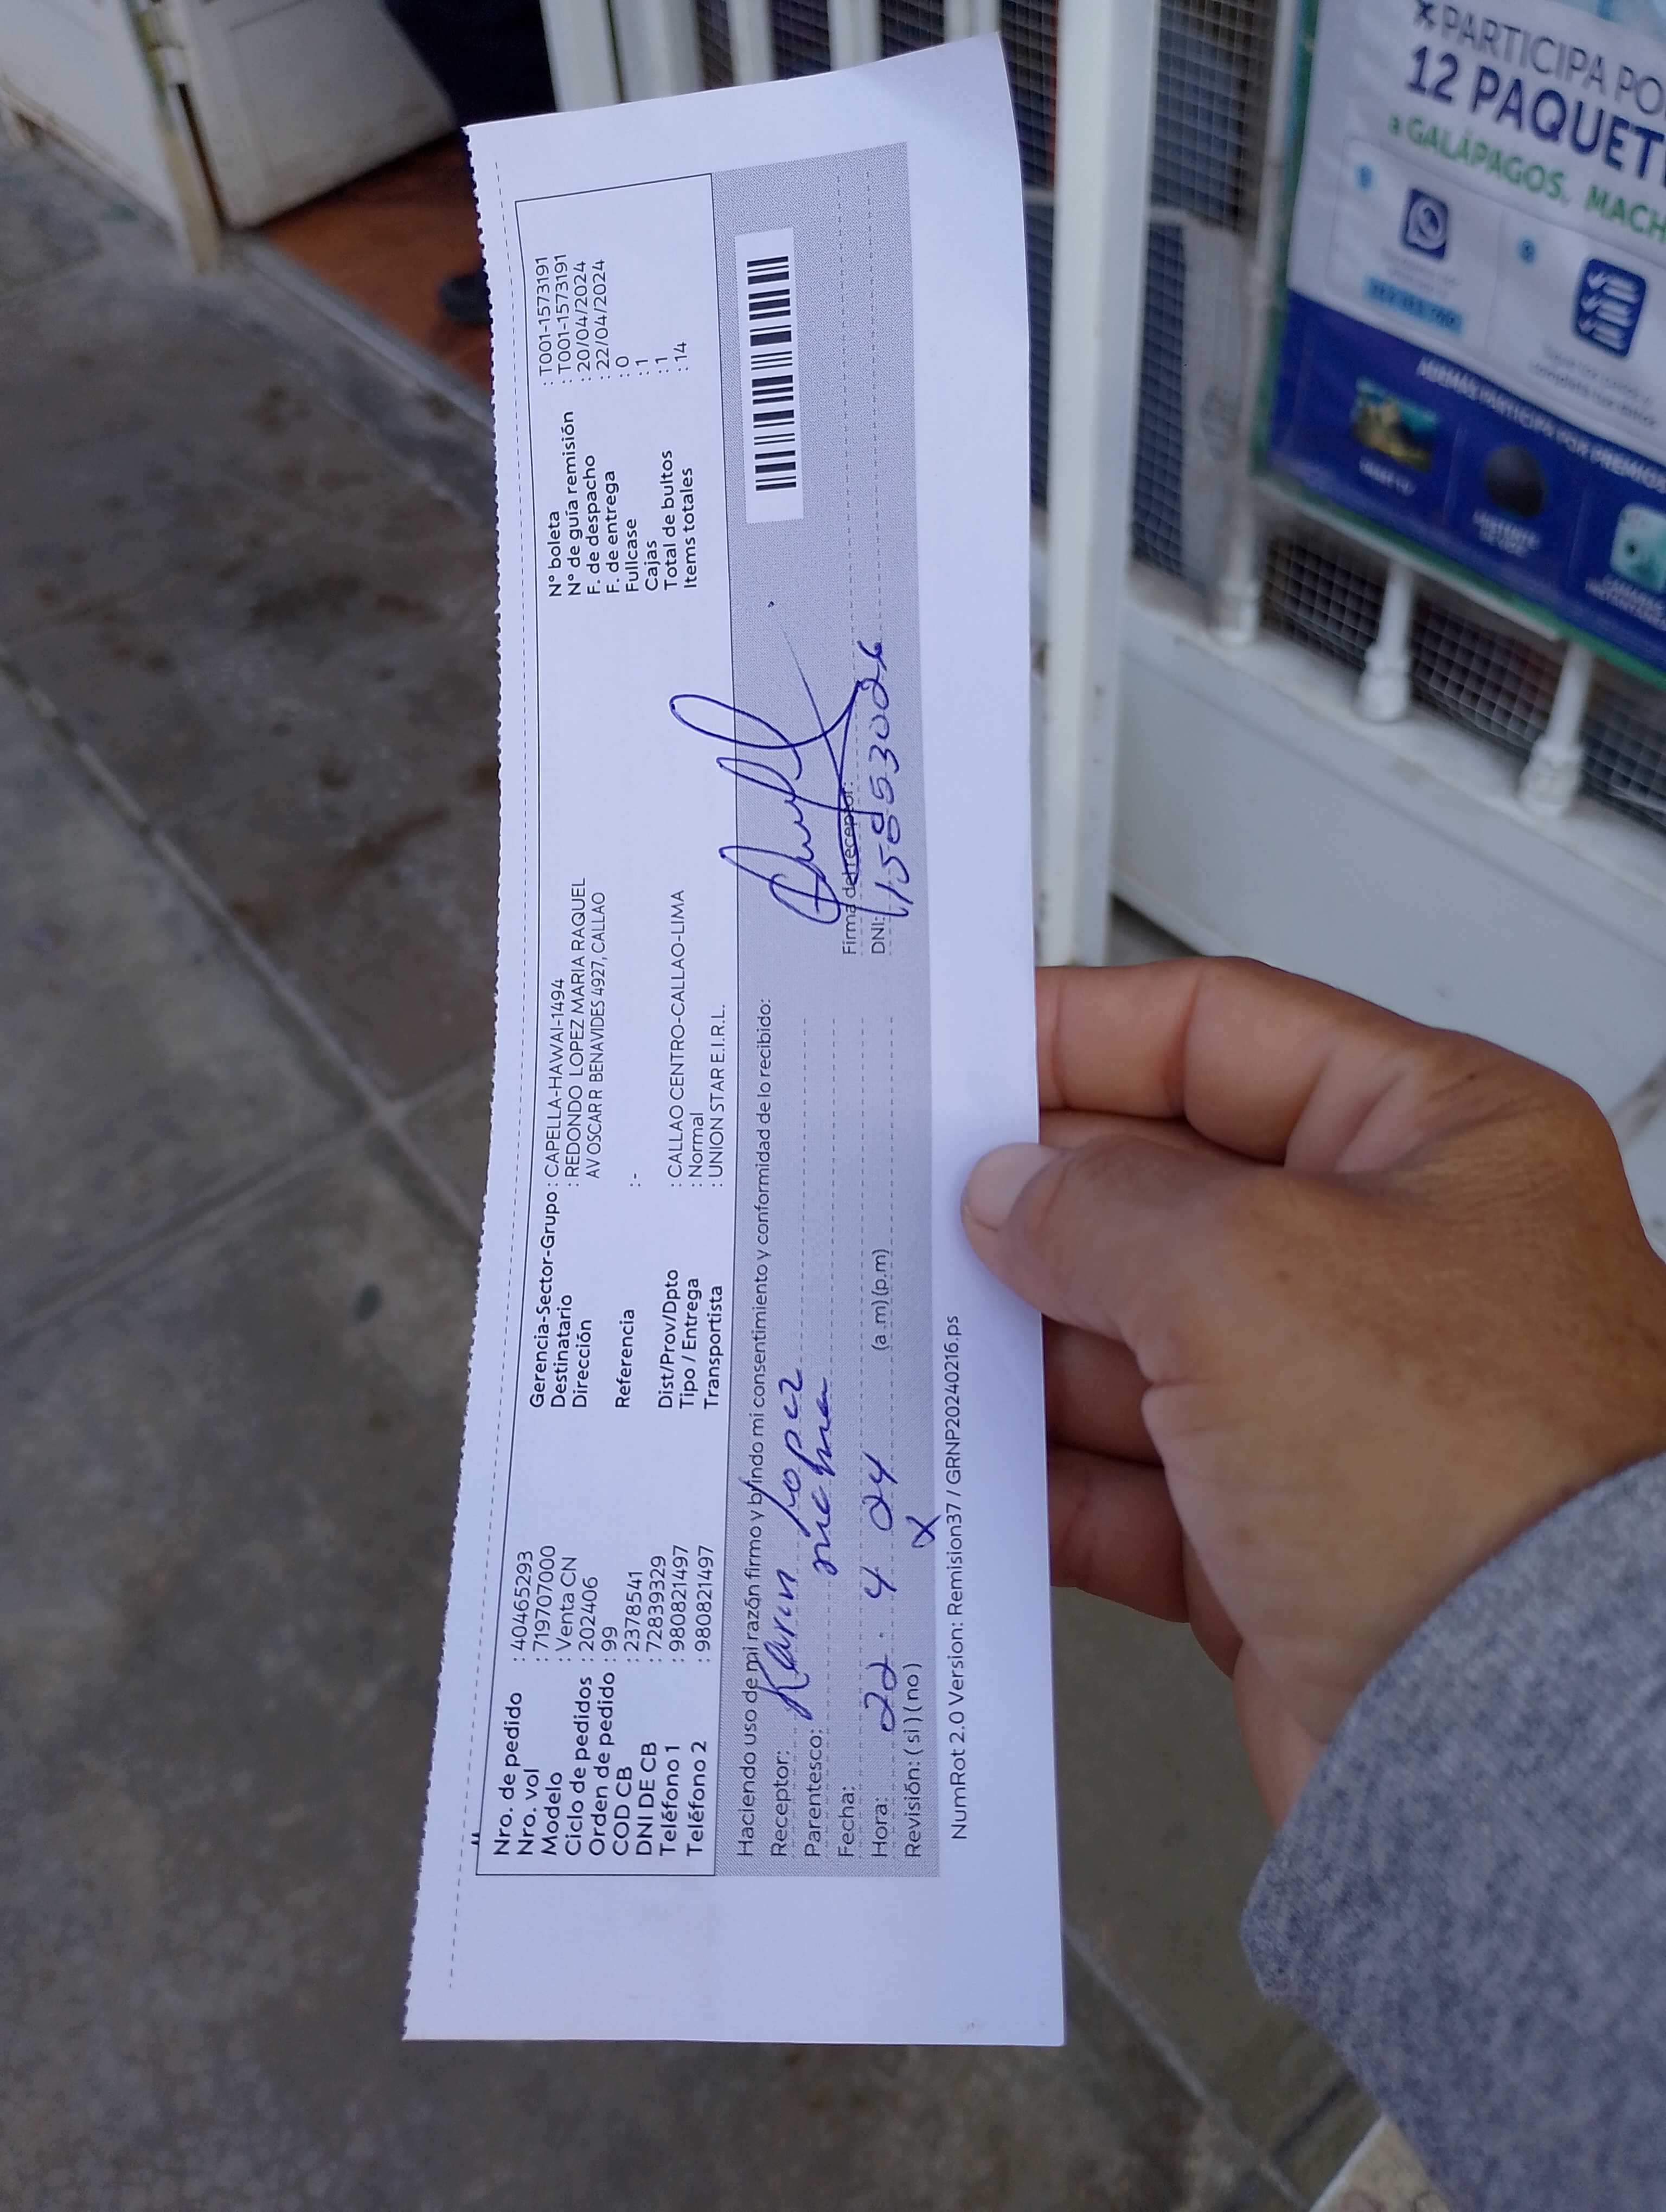 Nro. de pedido : 40465293
Nro. vol : 719707000
Modelo : Venta CN
Ciclo de pedidos : 202406
Orden de pedido : 99
COD CB : 2378541
DNI DE CB : 72839329
Teléfono 1 : 980821497
Teléfono 2 : 980821497
Gerencia-Sector-Grupo : CAPELLA-HAWAI-1494
Destinatario : REDONDO LOPEZ MARIA RAQUEL
Dirección AV OSCAR R BENAVIDES 4927, CALLAO
Referencia :-
Dist/Prov/Dpto : CALLAO CENTRO-CALLAO-LIMA
Tipo / Entrega : Normal
Transportista : UNION STAR E.I.R.L.
N° boleta : T001-1573191
N° de guía remisión : T001-1573191
F. de despacho : 20/04/2024
F. de entrega : 22/04/2024
Fullcase : 0
Cajas : 1
Total de bultos : 1
Items totales : 14
Haciendo uso de mi razón firmo y brindo mi consentimiento y conformidad de lo recibido:
Receptor: Karin Lopez
Parentesco:
Fecha: 22 4 24
Hora: (a.m) (p.m)
Revisión: ( si ) ( no )
Firma del receptor:
DNI:
NumRot 2.0 Version: Remision37 / GRNP20240216.ps
PARTICIPA PO
12 PAQUET
a GALÁPAGOS, MACH
ADEMÁS PARTICIPA POR PREMIOS